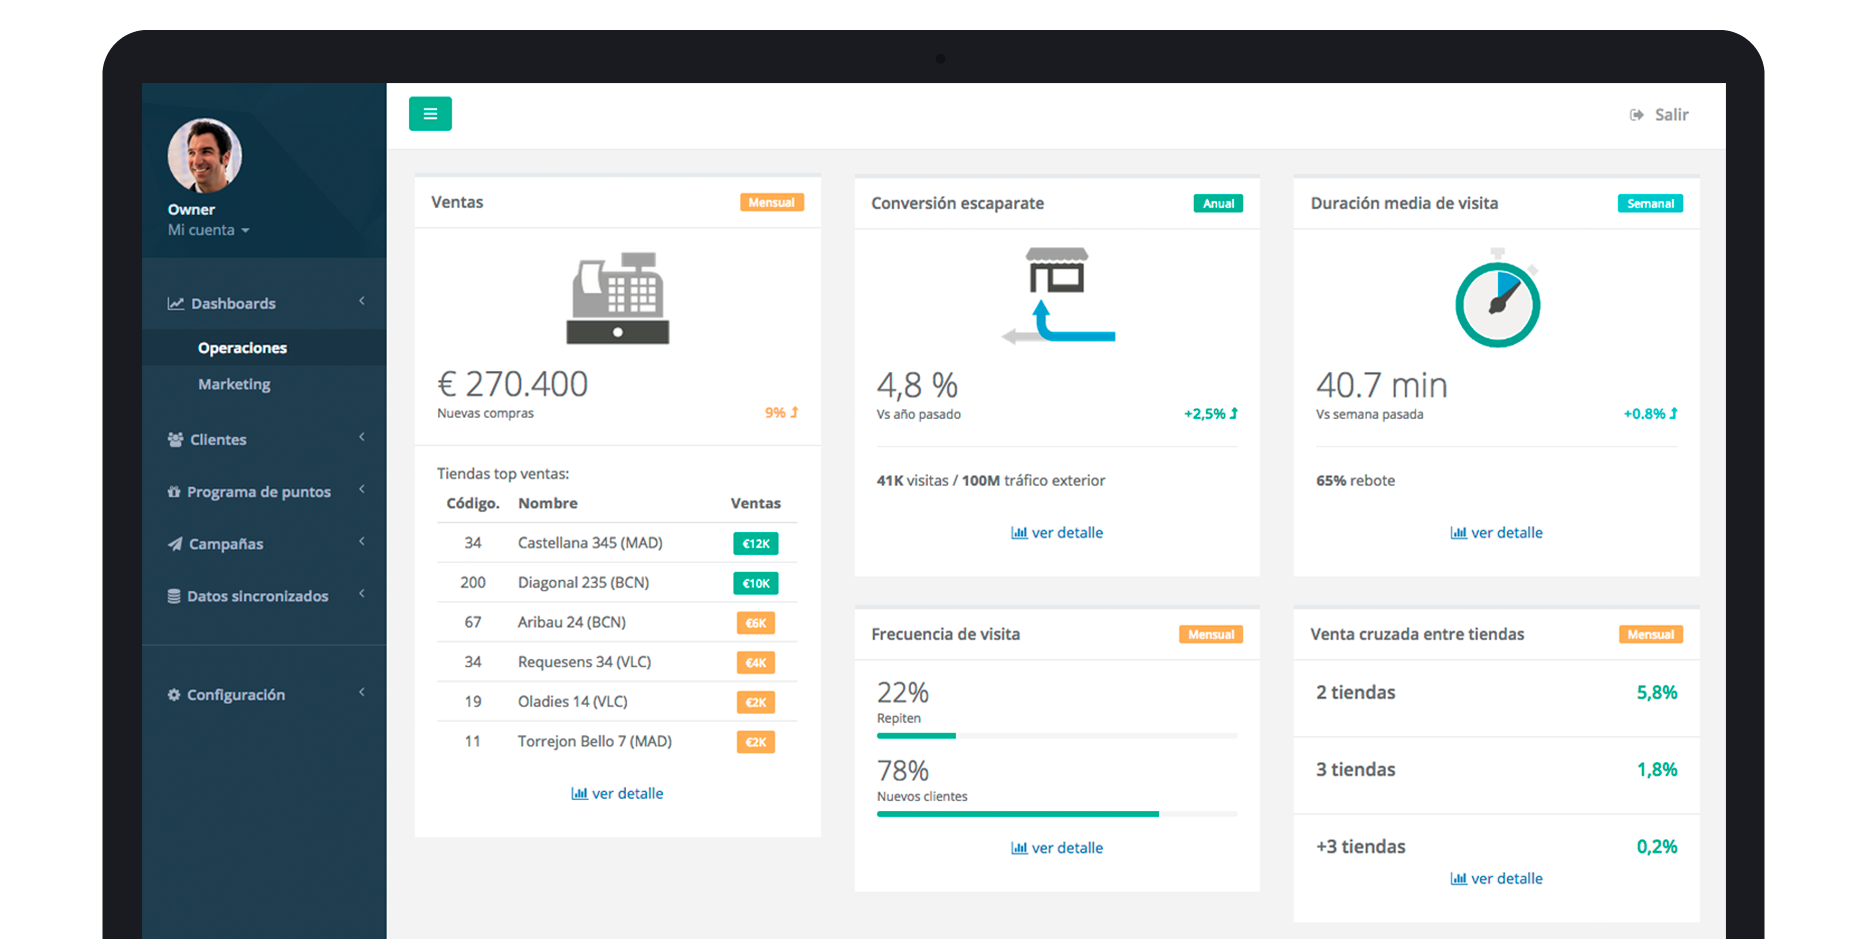 Owner
Mi cuenta
Dashboards
Operaciones
Marketing
Clientes
Programa de puntos
Campañas
Datos sincronizados
Configuración
Salir
Ventas Mensual
€ 270.400
Nuevas compras 9%
Tiendas top ventas:
Código. Nombre Ventas
34 Castellana 345 (MAD) €12K
200 Diagonal 235 (BCN) €10K
67 Aribau 24 (BCN) €6K
34 Requesens 34 (VLC) €4K
19 Oladies 14 (VLC) €2K
11 Torrejon Bello 7 (MAD) €2K
ver detalle
Conversión escaparate Anual
4,8 %
Vs año pasado +2,5%
41K visitas / 100M tráfico exterior
ver detalle
Duración media de visita Semanal
40.7 min
Vs semana pasada +0.8%
65% rebote
ver detalle
Frecuencia de visita Mensual
22%
Repiten
78%
Nuevos clientes
ver detalle
Venta cruzada entre tiendas Mensual
2 tiendas 5,8%
3 tiendas 1,8%
+3 tiendas 0,2%
ver detalle